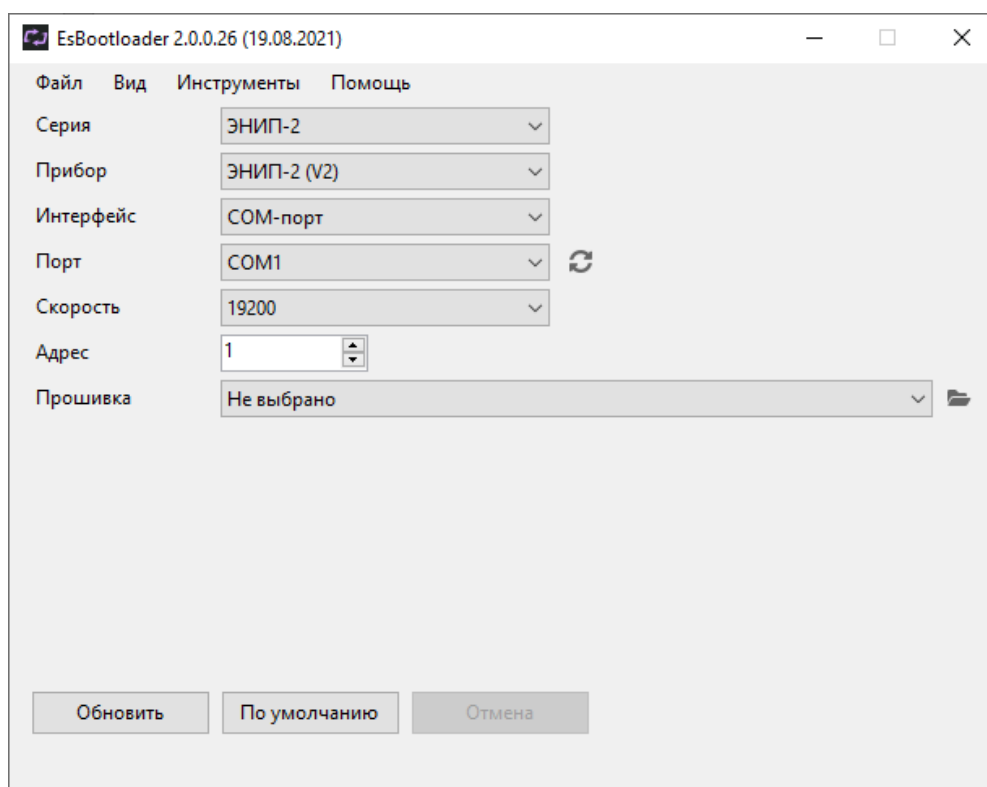 EsBootloader 2.0.0.26 (19.08.2021)
Файл Вид Инструменты Помощь
Серия ЭНИП-2
Прибор ЭНИП-2 (V2)
Интерфейс COM-порт
Порт COM1
Скорость 19200
Адрес 1
Прошивка Не выбрано
Обновить По умолчанию Отмена